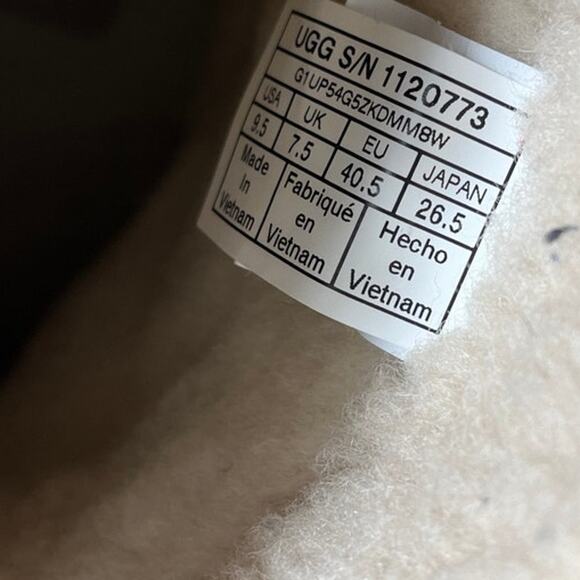 UGG S/N 1120773
G1UP54G5ZKDMM8W
USA UK EU JAPAN
9.5 7.5 40.5 26.5
Made
In
Vietnam
Fabriqué
en
Vietnam
Hecho
en
Vietnam